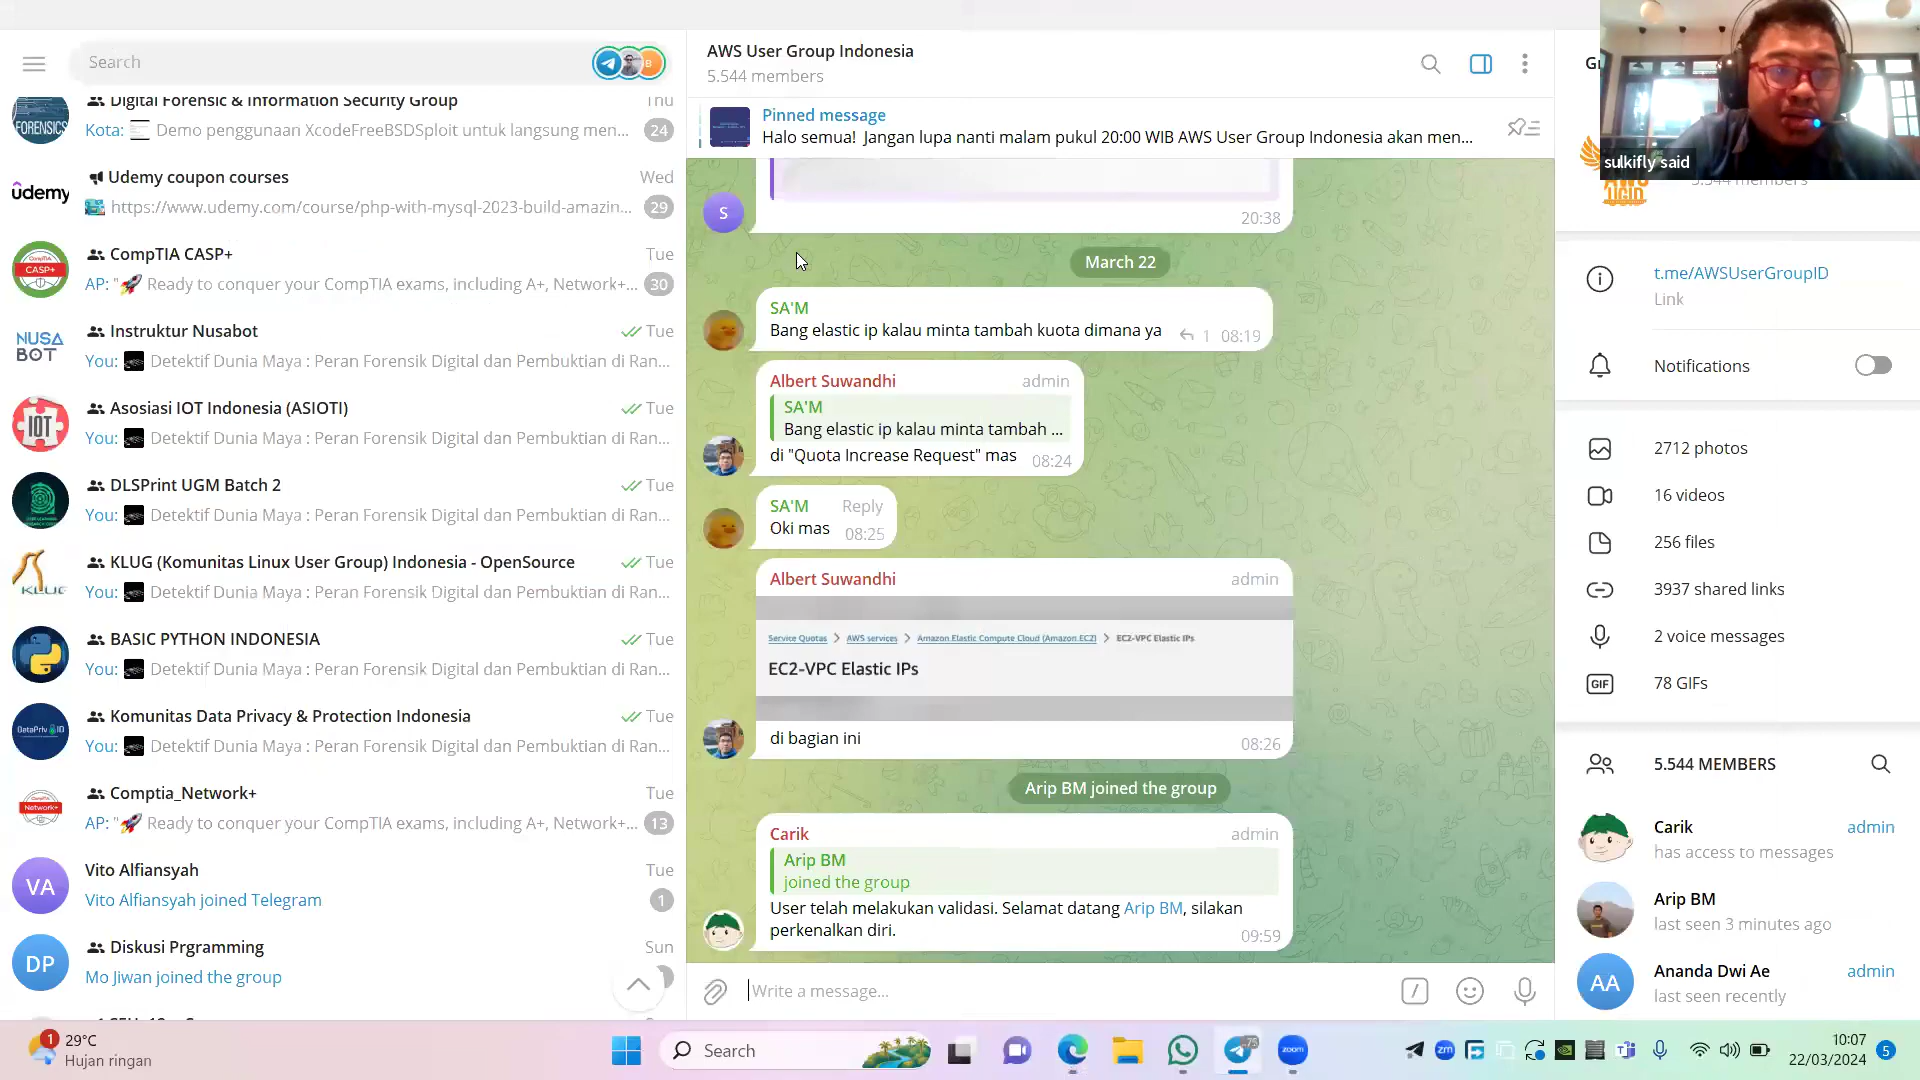 Search
Digital Forensic & Information Security Group
Thu
Kota: Demo penggunaan XcodeFreeBSDSploit untuk langsung men...
24
Udemy coupon courses
Wed
https://www.udemy.com/course/php-with-mysql-2023-build-amazin...
29
CompTIA CASP+
Tue
AP: "🚀 Ready to conquer your CompTIA exams, including A+, Network+...
30
Instruktur Nusabot
Tue
You: Detektif Dunia Maya : Peran Forensik Digital dan Pembuktian di Ran...
Asosiasi IOT Indonesia (ASIOTI)
Tue
You: Detektif Dunia Maya : Peran Forensik Digital dan Pembuktian di Ran...
DLSPrint UGM Batch 2
Tue
You: Detektif Dunia Maya : Peran Forensik Digital dan Pembuktian di Ran...
KLUG (Komunitas Linux User Group) Indonesia - OpenSource
Tue
You: Detektif Dunia Maya : Peran Forensik Digital dan Pembuktian di Ran...
BASIC PYTHON INDONESIA
Tue
You: Detektif Dunia Maya : Peran Forensik Digital dan Pembuktian di Ran...
Komunitas Data Privacy & Protection Indonesia
Tue
You: Detektif Dunia Maya : Peran Forensik Digital dan Pembuktian di Ran...
Comptia_Network+
Tue
AP: "🚀 Ready to conquer your CompTIA exams, including A+, Network+...
13
Vito Alfiansyah
Tue
VA
Vito Alfiansyah joined Telegram
1
Diskusi Prgramming
Sun
DP
Mo Jiwan joined the group
FORENSICS
udemy
CASP+
NUSA
BOT
IOT
KLUG
DataPrivID
Network+
AWS User Group Indonesia
5.544 members
Pinned message
Halo semua! Jangan lupa nanti malam pukul 20:00 WIB AWS User Group Indonesia akan men...
S
20:38
March 22
SA'M
Bang elastic ip kalau minta tambah kuota dimana ya
1 08:19
Albert Suwandhi
admin
SA'M
Bang elastic ip kalau minta tambah ...
di "Quota Increase Request" mas
08:24
SA'M
Reply
Oki mas
08:25
Albert Suwandhi
admin
Service Quotas > AWS services > Amazon Elastic Compute Cloud (Amazon EC2) > EC2-VPC Elastic IPs
EC2-VPC Elastic IPs
di bagian ini
08:26
Arip BM joined the group
Carik
admin
Arip BM
joined the group
User telah melakukan validasi. Selamat datang Arip BM, silakan
perkenalkan diri.
09:59
Write a message...
sulkifly said
5.544 members
t.me/AWSUserGroupID
Link
Notifications
2712 photos
16 videos
256 files
3937 shared links
2 voice messages
GIF
78 GIFs
5.544 MEMBERS
Carik
admin
has access to messages
Arip BM
last seen 3 minutes ago
AA
Ananda Dwi Ae
admin
last seen recently
1
29°C
Hujan ringan
Search
75
zoom
zm
10:07
22/03/2024
5